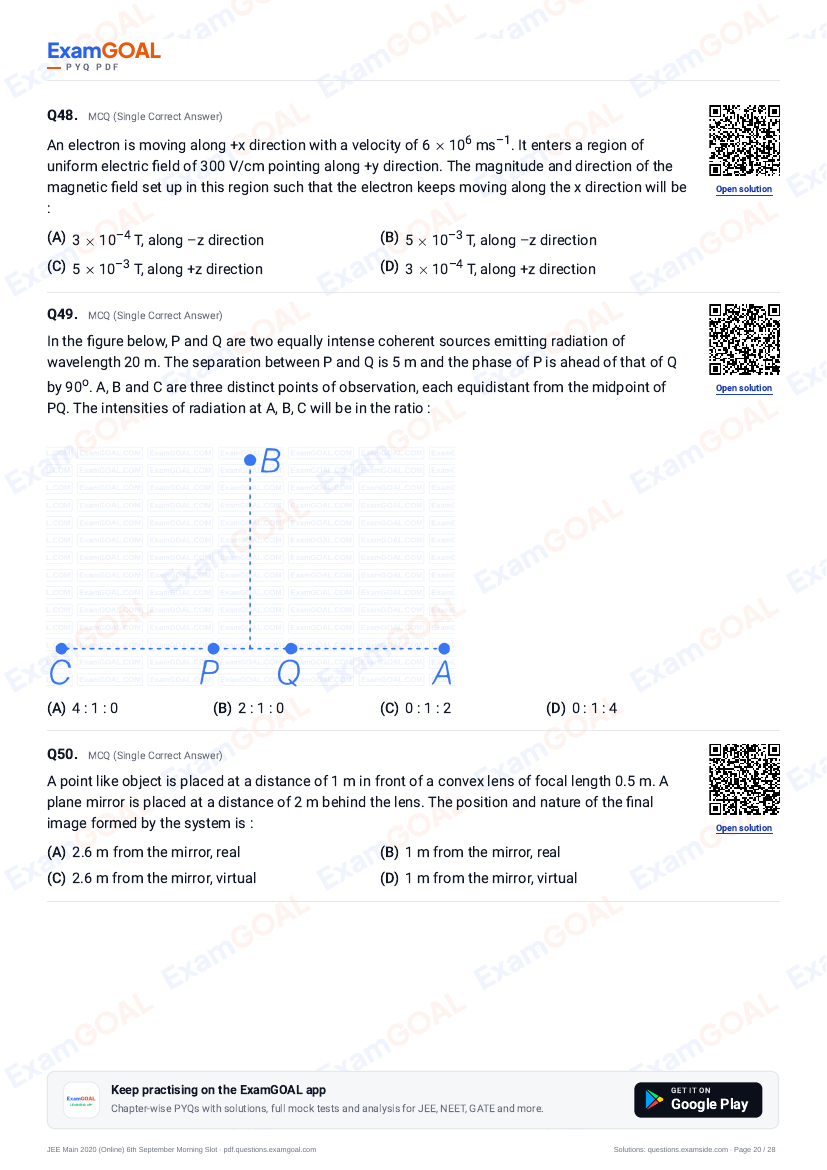 ExamGOAL
PYQ PDF
Q48. MCQ (Single Correct Answer)
An electron is moving along +x direction with a velocity of 6 × 10⁶ ms⁻¹. It enters a region of
uniform electric field of 300 V/cm pointing along +y direction. The magnitude and direction of the
magnetic field set up in this region such that the electron keeps moving along the x direction will be
:
Open solution
(A) 3 × 10⁻⁴ T, along −z direction (B) 5 × 10⁻³ T, along −z direction
(C) 5 × 10⁻³ T, along +z direction (D) 3 × 10⁻⁴ T, along +z direction
Q49. MCQ (Single Correct Answer)
In the figure below, P and Q are two equally intense coherent sources emitting radiation of
wavelength 20 m. The separation between P and Q is 5 m and the phase of P is ahead of that of Q
by 90º. A, B and C are three distinct points of observation, each equidistant from the midpoint of
PQ. The intensities of radiation at A, B, C will be in the ratio :
Open solution
B
C P Q A
(A) 4 : 1 : 0 (B) 2 : 1 : 0 (C) 0 : 1 : 2 (D) 0 : 1 : 4
Q50. MCQ (Single Correct Answer)
A point like object is placed at a distance of 1 m in front of a convex lens of focal length 0.5 m. A
plane mirror is placed at a distance of 2 m behind the lens. The position and nature of the final
image formed by the system is :
Open solution
(A) 2.6 m from the mirror, real (B) 1 m from the mirror, real
(C) 2.6 m from the mirror, virtual (D) 1 m from the mirror, virtual
ExamGOAL
Keep practising on the ExamGOAL app
Chapter-wise PYQs with solutions, full mock tests and analysis for JEE, NEET, GATE and more.
GET IT ON
Google Play
JEE Main 2020 (Online) 6th September Morning Slot · pdf.questions.examgoal.com Solutions: questions.examside.com · Page 20 / 28